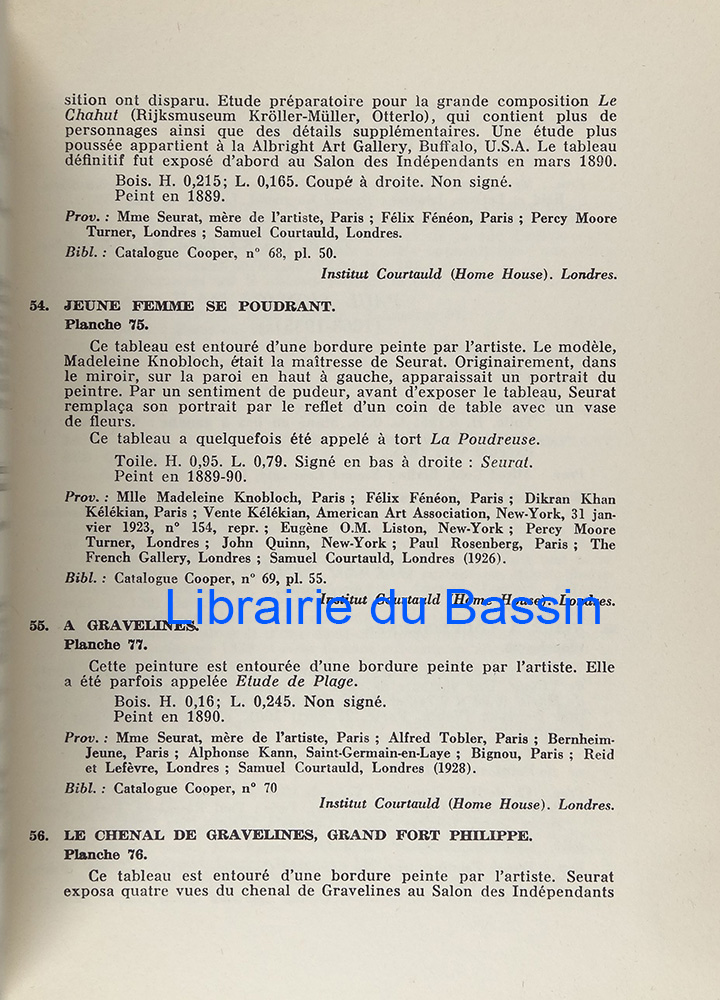 sition ont disparu. Etude préparatoire pour la grande composition Le
Chahut (Rijksmuseum Kröller-Müller, Otterlo), qui contient plus de
personnages ainsi que des détails supplémentaires. Une étude plus
poussée appartient à la Albright Art Gallery, Buffalo, U.S.A. Le tableau
définitif fut exposé d'abord au Salon des Indépendants en mars 1890.
Bois. H. 0,215; L. 0,165. Coupé à droite. Non signé.
Peint en 1889.
Prov. : Mme Seurat, mère de l'artiste, Paris ; Félix Fénéon, Paris ; Percy Moore
Turner, Londres ; Samuel Courtauld, Londres.
Bibl. : Catalogue Cooper, n° 68, pl. 50.
Institut Courtauld (Home House). Londres.
54. JEUNE FEMME SE POUDRANT.
Planche 75.
Ce tableau est entouré d'une bordure peinte par l'artiste. Le modèle,
Madeleine Knobloch, était la maîtresse de Seurat. Originairement, dans
le miroir, sur la paroi en haut à gauche, apparaissait un portrait du
peintre. Par un sentiment de pudeur, avant d'exposer le tableau, Seurat
remplaça son portrait par le reflet d'un coin de table avec un vase
de fleurs.
Ce tableau a quelquefois été appelé à tort La Poudreuse.
Toile. H. 0,95. L. 0,79. Signé en bas à droite : Seurat.
Peint en 1889-90.
Prov. : Mlle Madeleine Knobloch, Paris ; Félix Fénéon, Paris ; Dikran Khan
Kélékian, Paris ; Vente Kélékian, American Art Association, New-York, 31 jan-
vier 1923, n° 154, repr. ; Eugène O.M. Liston, New-York ; Percy Moore
Turner, Londres ; John Quinn, New-York ; Paul Rosenberg, Paris ; The
French Gallery, Londres ; Samuel Courtauld, Londres (1926).
Bibl. : Catalogue Cooper, n° 69, pl. 55.
Institut Courtauld (Home House). Londres.
Librairie du Bassin
55. A GRAVELINES.
Planche 77.
Cette peinture est entourée d'une bordure peinte par l'artiste. Elle
a été parfois appelée Etude de Plage.
Bois. H. 0,16; L. 0,245. Non signé.
Peint en 1890.
Prov. : Mme Seurat, mère de l'artiste, Paris ; Alfred Tobler, Paris ; Bernheim-
Jeune, Paris ; Alphonse Kann, Saint-Germain-en-Laye ; Bignou, Paris ; Reid
et Lefèvre, Londres ; Samuel Courtauld, Londres (1928).
Bibl. : Catalogue Cooper, n° 70
Institut Courtauld (Home House). Londres.
56. LE CHENAL DE GRAVELINES, GRAND FORT PHILIPPE.
Planche 76.
Ce tableau est entouré d'une bordure peinte par l'artiste. Seurat
exposa quatre vues du chenal de Gravelines au Salon des Indépendants